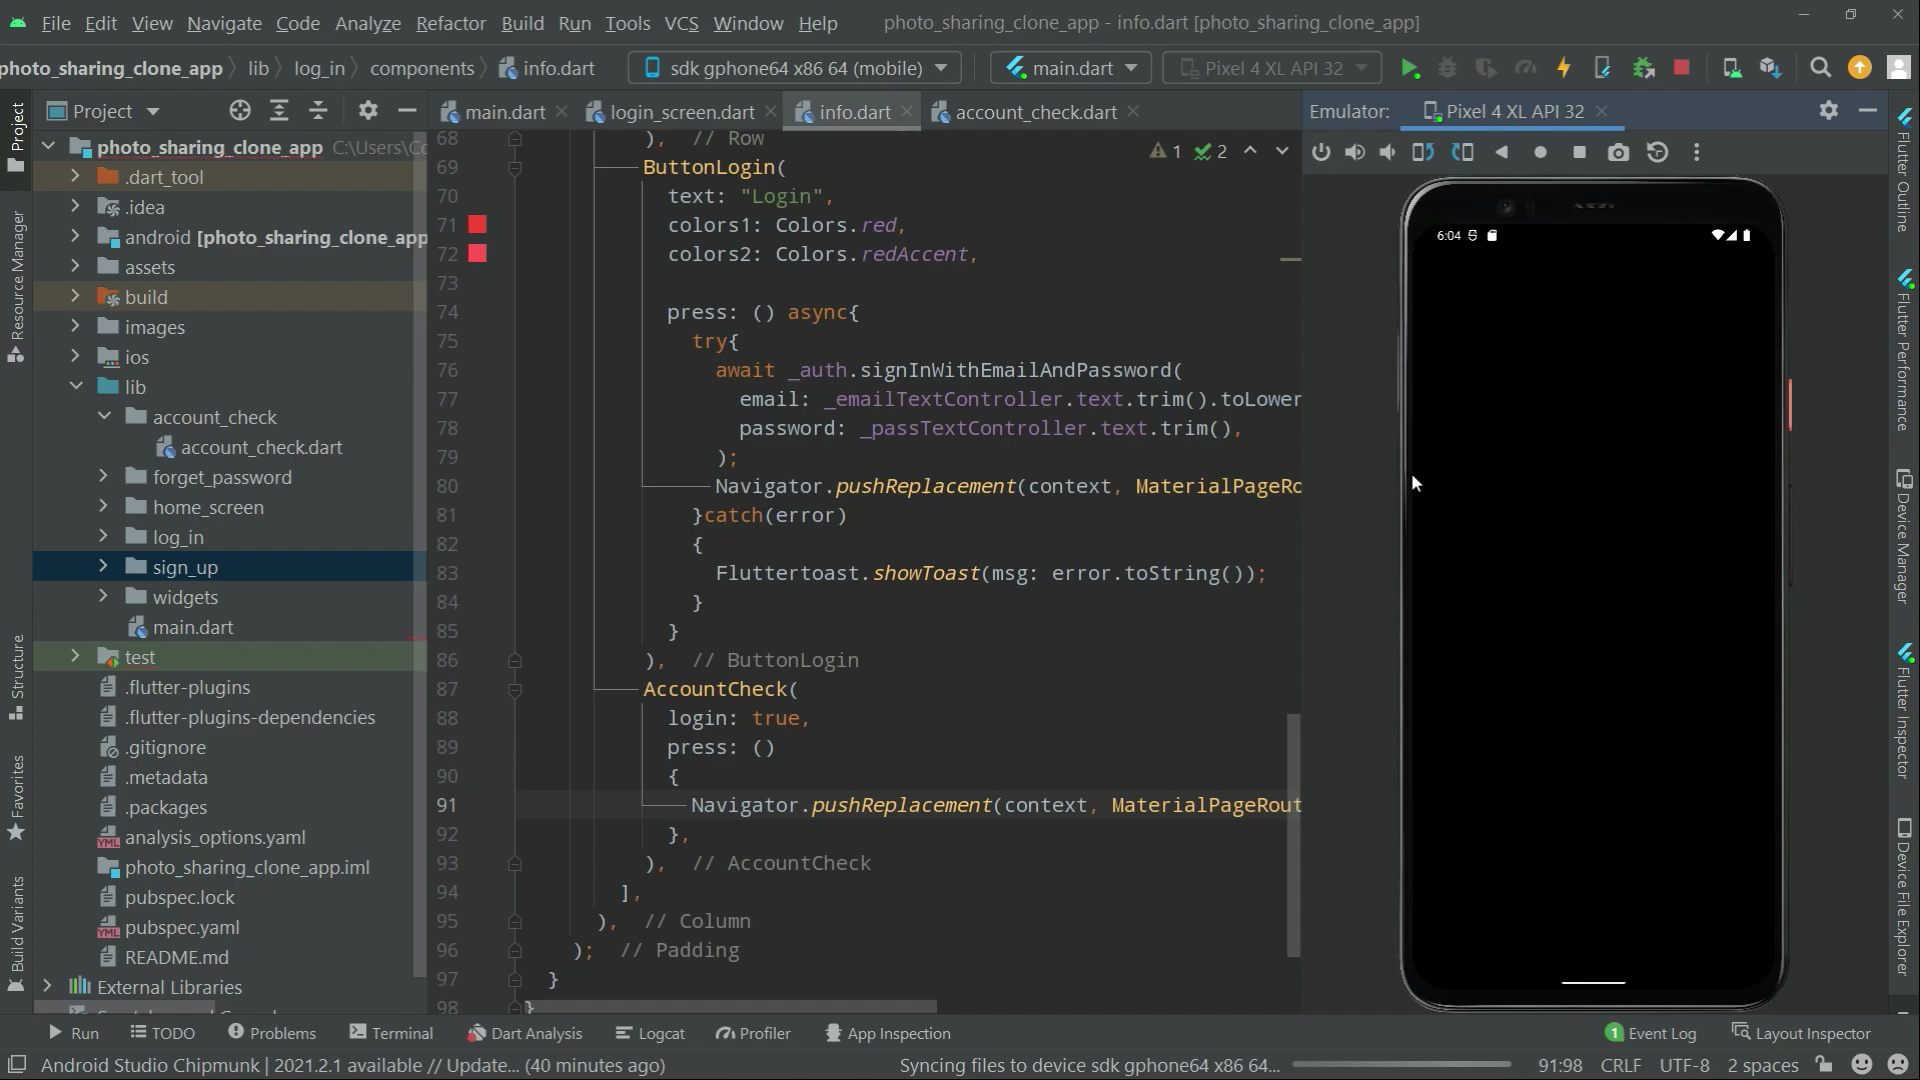 File Edit View Navigate Code Analyze Refactor Build Run Tools VCS Window Help photo_sharing_clone_app - info.dart [photo_sharing_clone_app]
photo_sharing_clone_app lib log_in components info.dart sdk gphone64 x86 64 (mobile) main.dart Pixel 4 XL API 32
Project main.dart login_screen.dart info.dart account_check.dart Emulator: Pixel 4 XL API 32
photo_sharing_clone_app C:\Users\Co
.dart_tool
.idea
android [photo_sharing_clone_app
assets
build
images
ios
lib
account_check
account_check.dart
forget_password
home_screen
log_in
sign_up
widgets
main.dart
test
.flutter-plugins
.flutter-plugins-dependencies
.gitignore
.metadata
.packages
analysis_options.yaml
photo_sharing_clone_app.iml
pubspec.lock
pubspec.yaml
README.md
External Libraries
68 ), // Row
69 ButtonLogin(
70 text: "Login",
71 colors1: Colors.red,
72 colors2: Colors.redAccent,
73
74 press: () async{
75 try{
76 await _auth.signInWithEmailAndPassword(
77 email: _emailTextController.text.trim().toLower
78 password: _passTextController.text.trim(),
79 );
80 Navigator.pushReplacement(context, MaterialPageRo
81 }catch(error)
82 {
83 Fluttertoast.showToast(msg: error.toString());
84 }
85 }
86 ), // ButtonLogin
87 AccountCheck(
88 login: true,
89 press: ()
90 {
91 Navigator.pushReplacement(context, MaterialPageRout
92 },
93 ), // AccountCheck
94 ],
95 ), // Column
96 ); // Padding
97 }
98 }
1 2
6:04
Project
Resource Manager
Structure
Favorites
Build Variants
Flutter Outline
Flutter Performance
Device Manager
Flutter Inspector
Device File Explorer
Run TODO Problems Terminal Dart Analysis Logcat Profiler App Inspection 1 Event Log Layout Inspector
Android Studio Chipmunk | 2021.2.1 available // Update... (40 minutes ago) Syncing files to device sdk gphone64 x86 64... 91:98 CRLF UTF-8 2 spaces